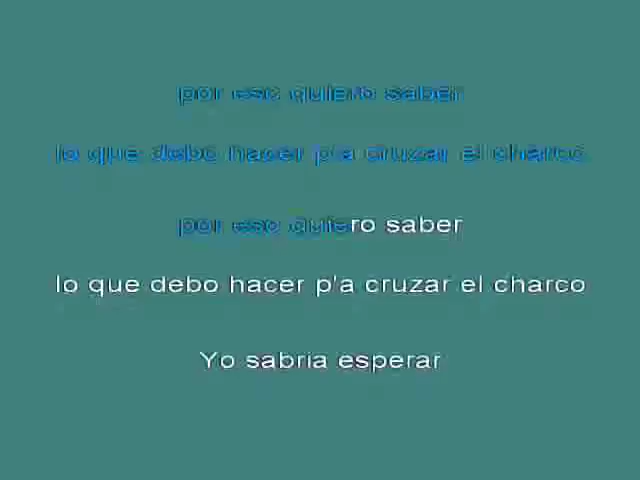 por eso quiero saber
lo que debo hacer p'a cruzar el charco
por eso quiero saber
lo que debo hacer p'a cruzar el charco
Yo sabria esperar